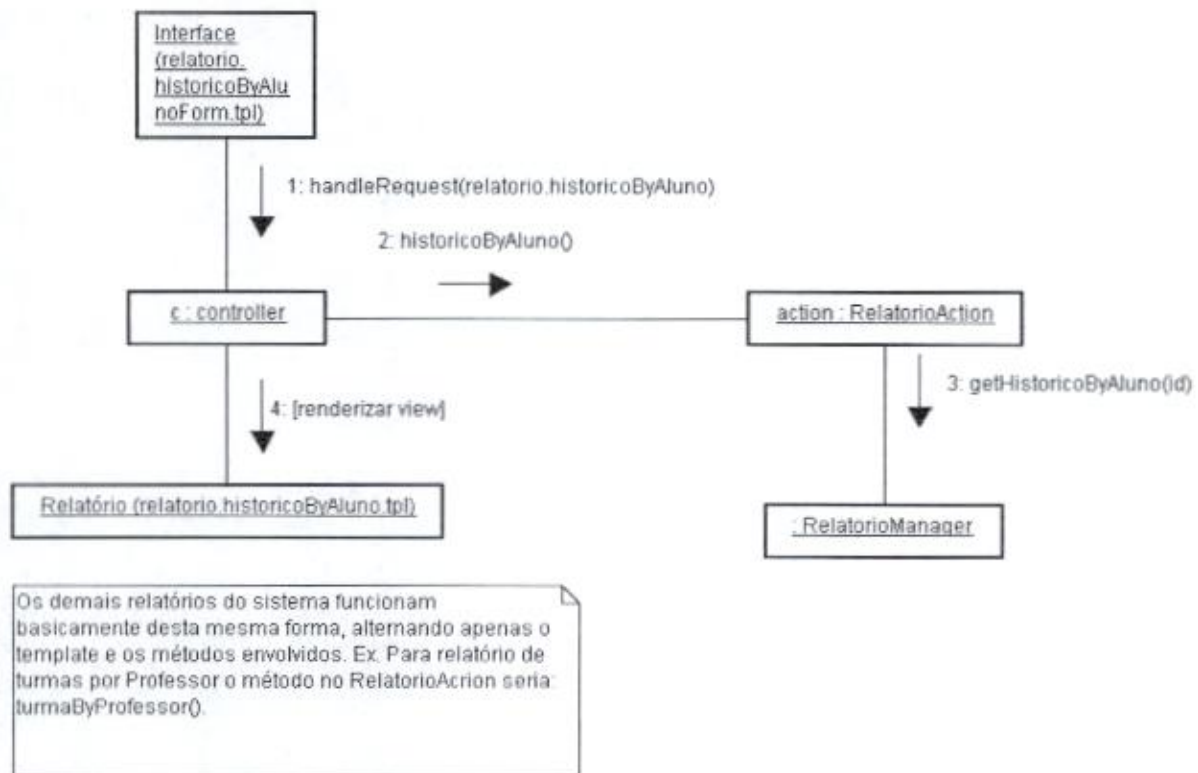 Interface
(relatorio.
historicoByAlu
noForm.tpl)
1: handleRequest(relatorio.historicoByAluno)
2: historicoByAluno()
c : controller
action : RelatorioAction
3: getHistoricoByAluno(id)
4: [renderizar view]
Relatório (relatorio.historicoByAluno.tpl)
: RelatorioManager
Os demais relatórios do sistema funcionam
basicamente desta mesma forma, alternando apenas o
template e os métodos envolvidos. Ex. Para relatório de
turmas por Professor o método no RelatorioAcrion seria:
turmaByProfessor().